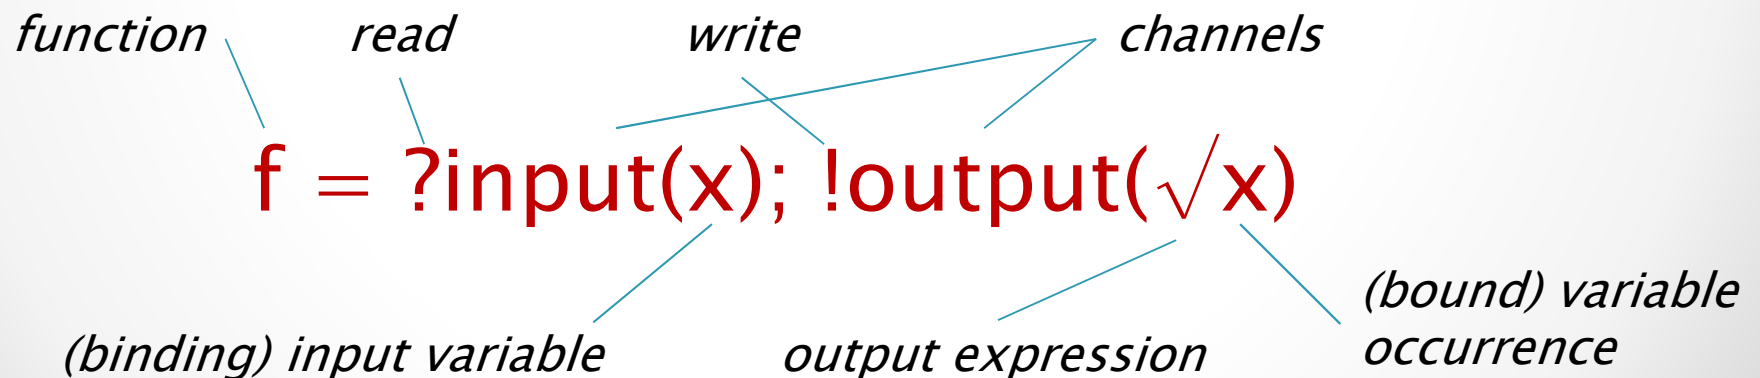 function read write channels
f = ?input(x); !output(√x)
(bound) variable
occurrence
(binding) input variable output expression